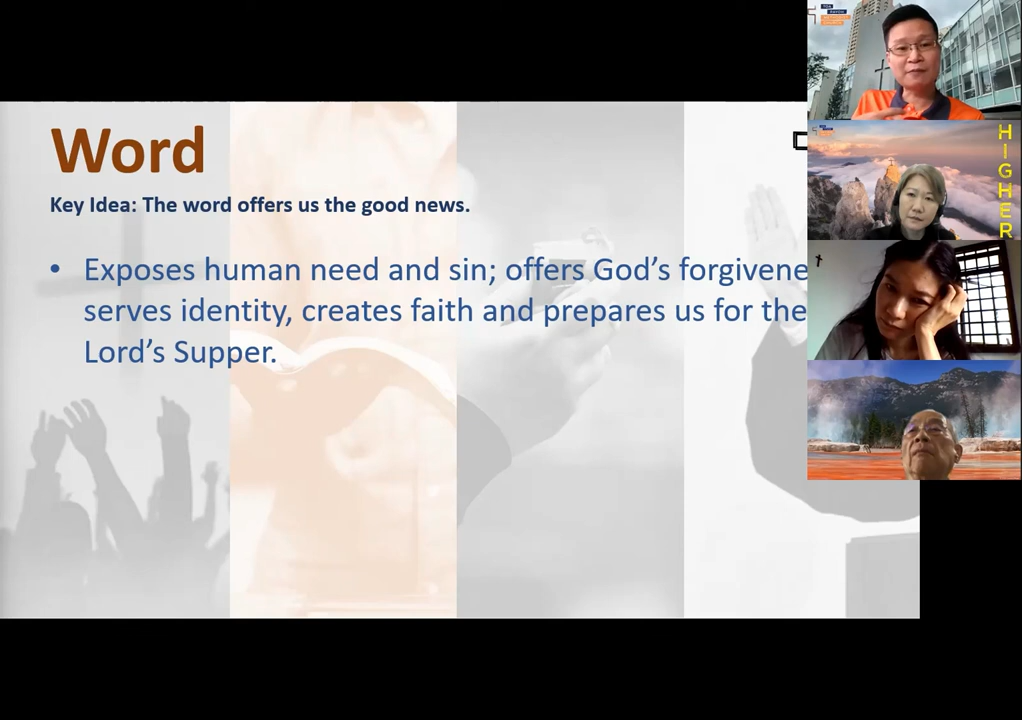 Word
Key Idea: The word offers us the good news.
• Exposes human need and sin; offers God's forgivene
serves identity, creates faith and prepares us for the
Lord's Supper.
HIGHER